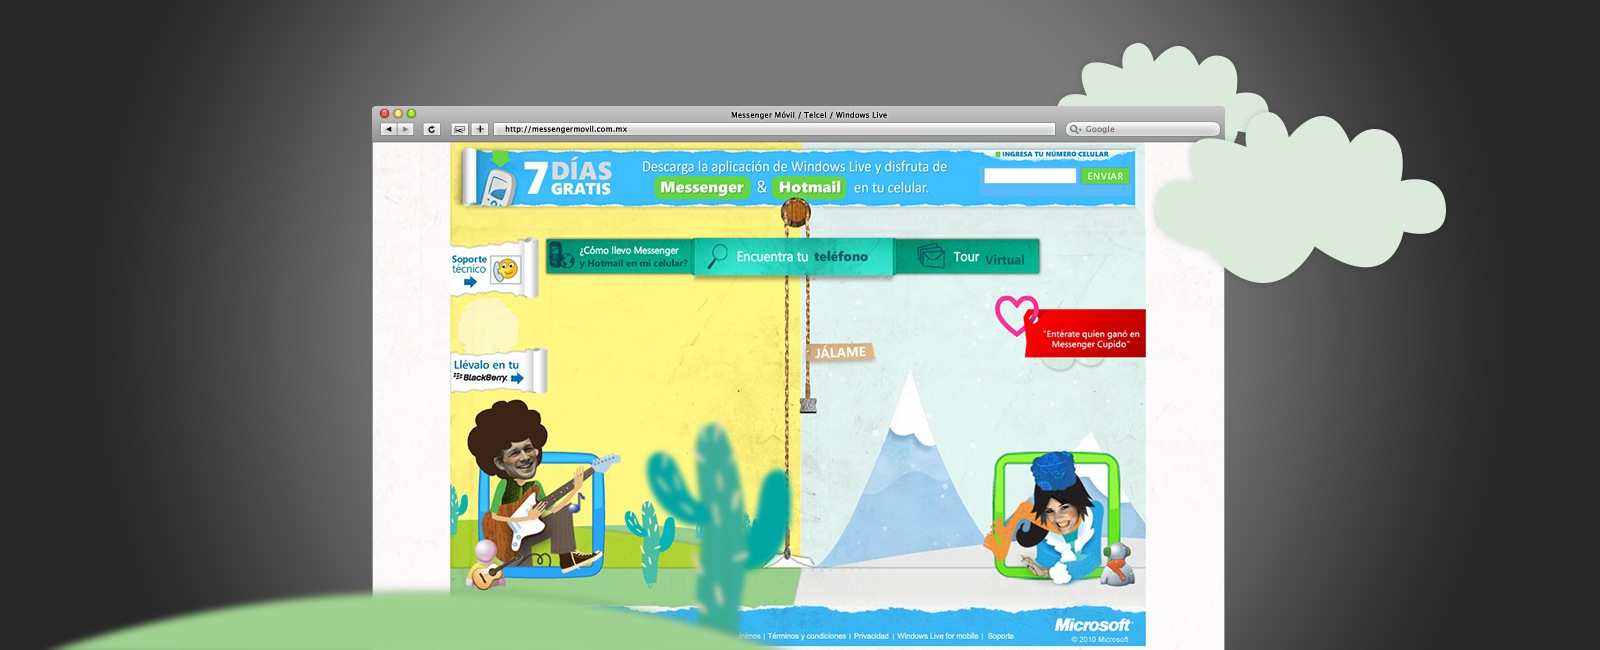 Messenger Móvil / Telcel / Windows Live
http://messengermovil.com.mx
Google
7 DÍAS
GRATIS
Descarga la aplicación de Windows Live y disfruta de
Messenger & Hotmail en tu celular.
INGRESA TU NÚMERO CELULAR
ENVIAR
Soporte
técnico
¿Cómo llevo Messenger
y Hotmail en mi celular?
Encuentra tu teléfono
Tour Virtual
"Entérate quien ganó en
Messenger Cupido"
JÁLAME
Llévalo en tu
BlackBerry.
Microsoft
| Términos y condiciones | Privacidad | Windows Live for mobile | Soporte
© 2010 Microsoft